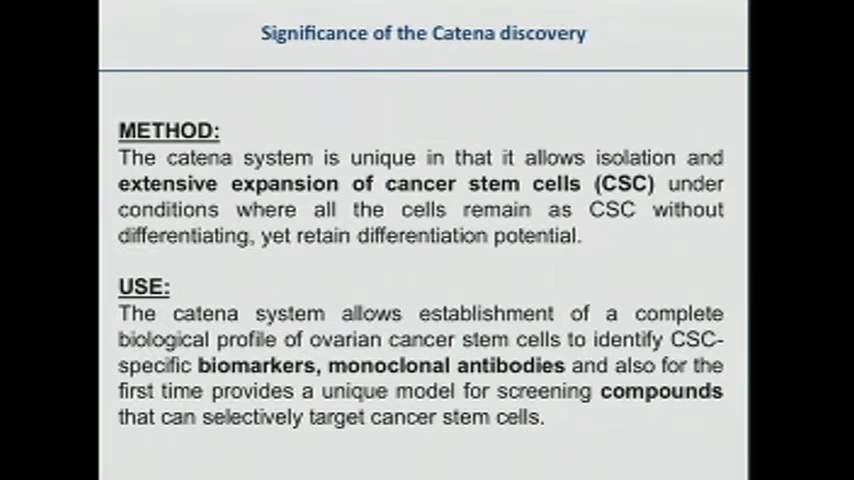 Significance of the Catena discovery
METHOD:
The catena system is unique in that it allows isolation and
extensive expansion of cancer stem cells (CSC) under
conditions where all the cells remain as CSC without
differentiating, yet retain differentiation potential.
USE:
The catena system allows establishment of a complete
biological profile of ovarian cancer stem cells to identify CSC-
specific biomarkers, monoclonal antibodies and also for the
first time provides a unique model for screening compounds
that can selectively target cancer stem cells.